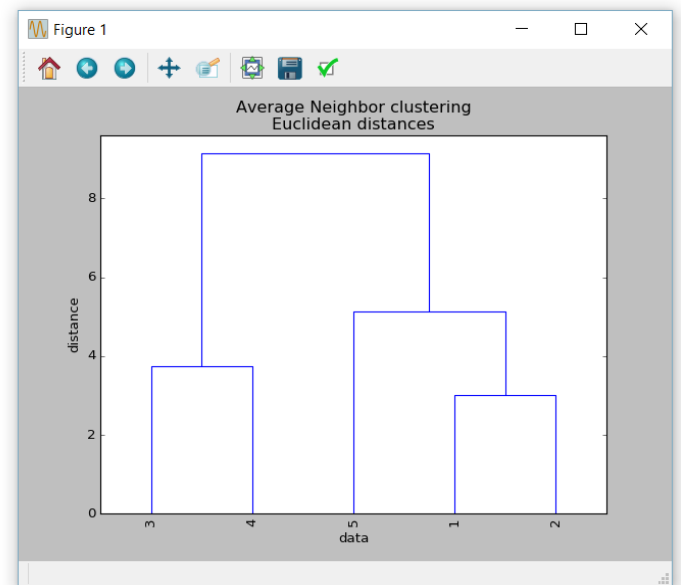 Figure 1
Average Neighbor clustering
Euclidean distances
8
6
distance
4
2
0
3 4 5 1 2
data